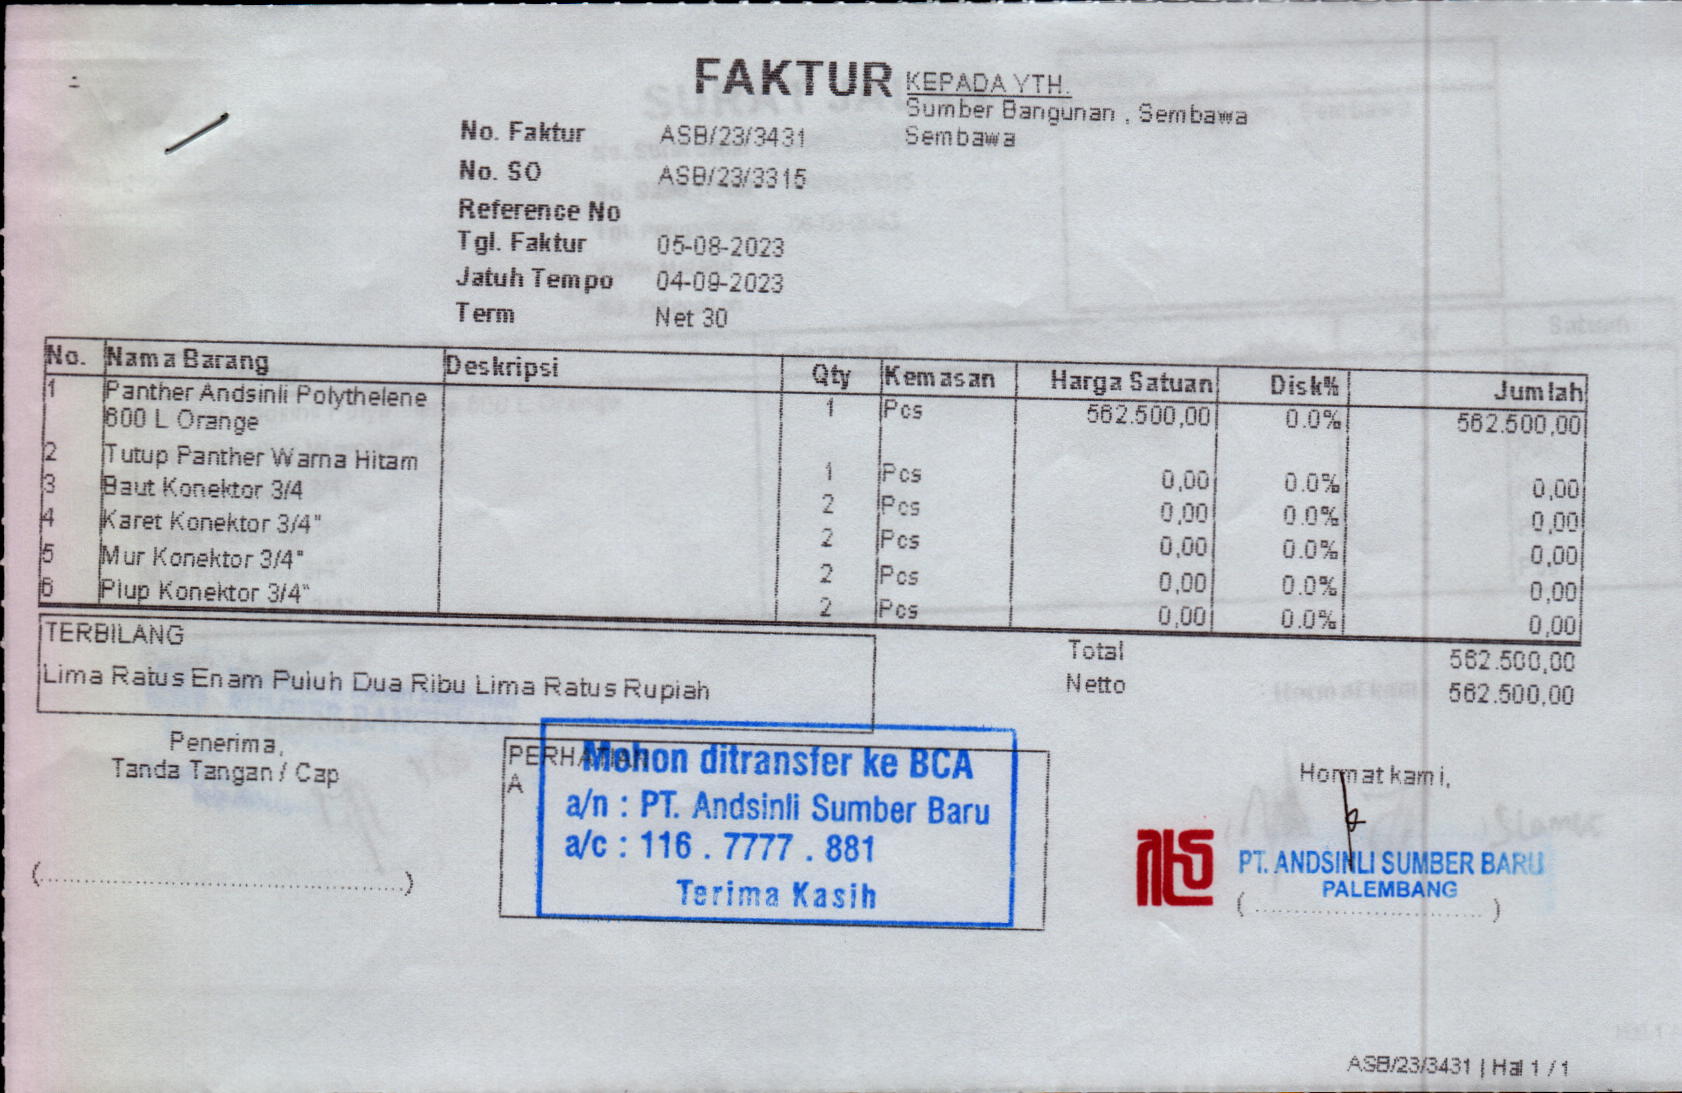 FAKTUR
KEPADA YTH.
Sumber Bangunan , Sembawa
Sembawa
No. Faktur ASB/23/3431
No. SO ASB/23/3315
Reference No
Tgl. Faktur 05-08-2023
Jatuh Tempo 04-09-2023
Term Net 30
No. Nama Barang Deskripsi Qty Kemasan Harga Satuan Disk% Jumlah
1 Panther Andsinli Polythelene 1 Pcs 562.500,00 0.0% 562.500,00
600 L Orange
2 Tutup Panther Warna Hitam 1 Pcs 0,00 0.0% 0,00
3 Baut Konektor 3/4 2 Pcs 0,00 0.0% 0,00
4 Karet Konektor 3/4" 2 Pcs 0,00 0.0% 0,00
5 Mur Konektor 3/4" 2 Pcs 0,00 0.0% 0,00
6 Plup Konektor 3/4" 2 Pcs 0,00 0.0% 0,00
TERBILANG
Lima Ratus Enam Puluh Dua Ribu Lima Ratus Rupiah
Total 562.500,00
Netto 562.500,00
Penerima,
Tanda Tangan / Cap
(..........................................)
PERHATIAN
A
Mohon ditransfer ke BCA
a/n : PT. Andsinli Sumber Baru
a/c : 116 . 7777 . 881
Terima Kasih
Hormat kami,
PT. ANDSINLI SUMBER BARU
PALEMBANG
( .............................. )
ASB/23/3431 | Hal 1 / 1